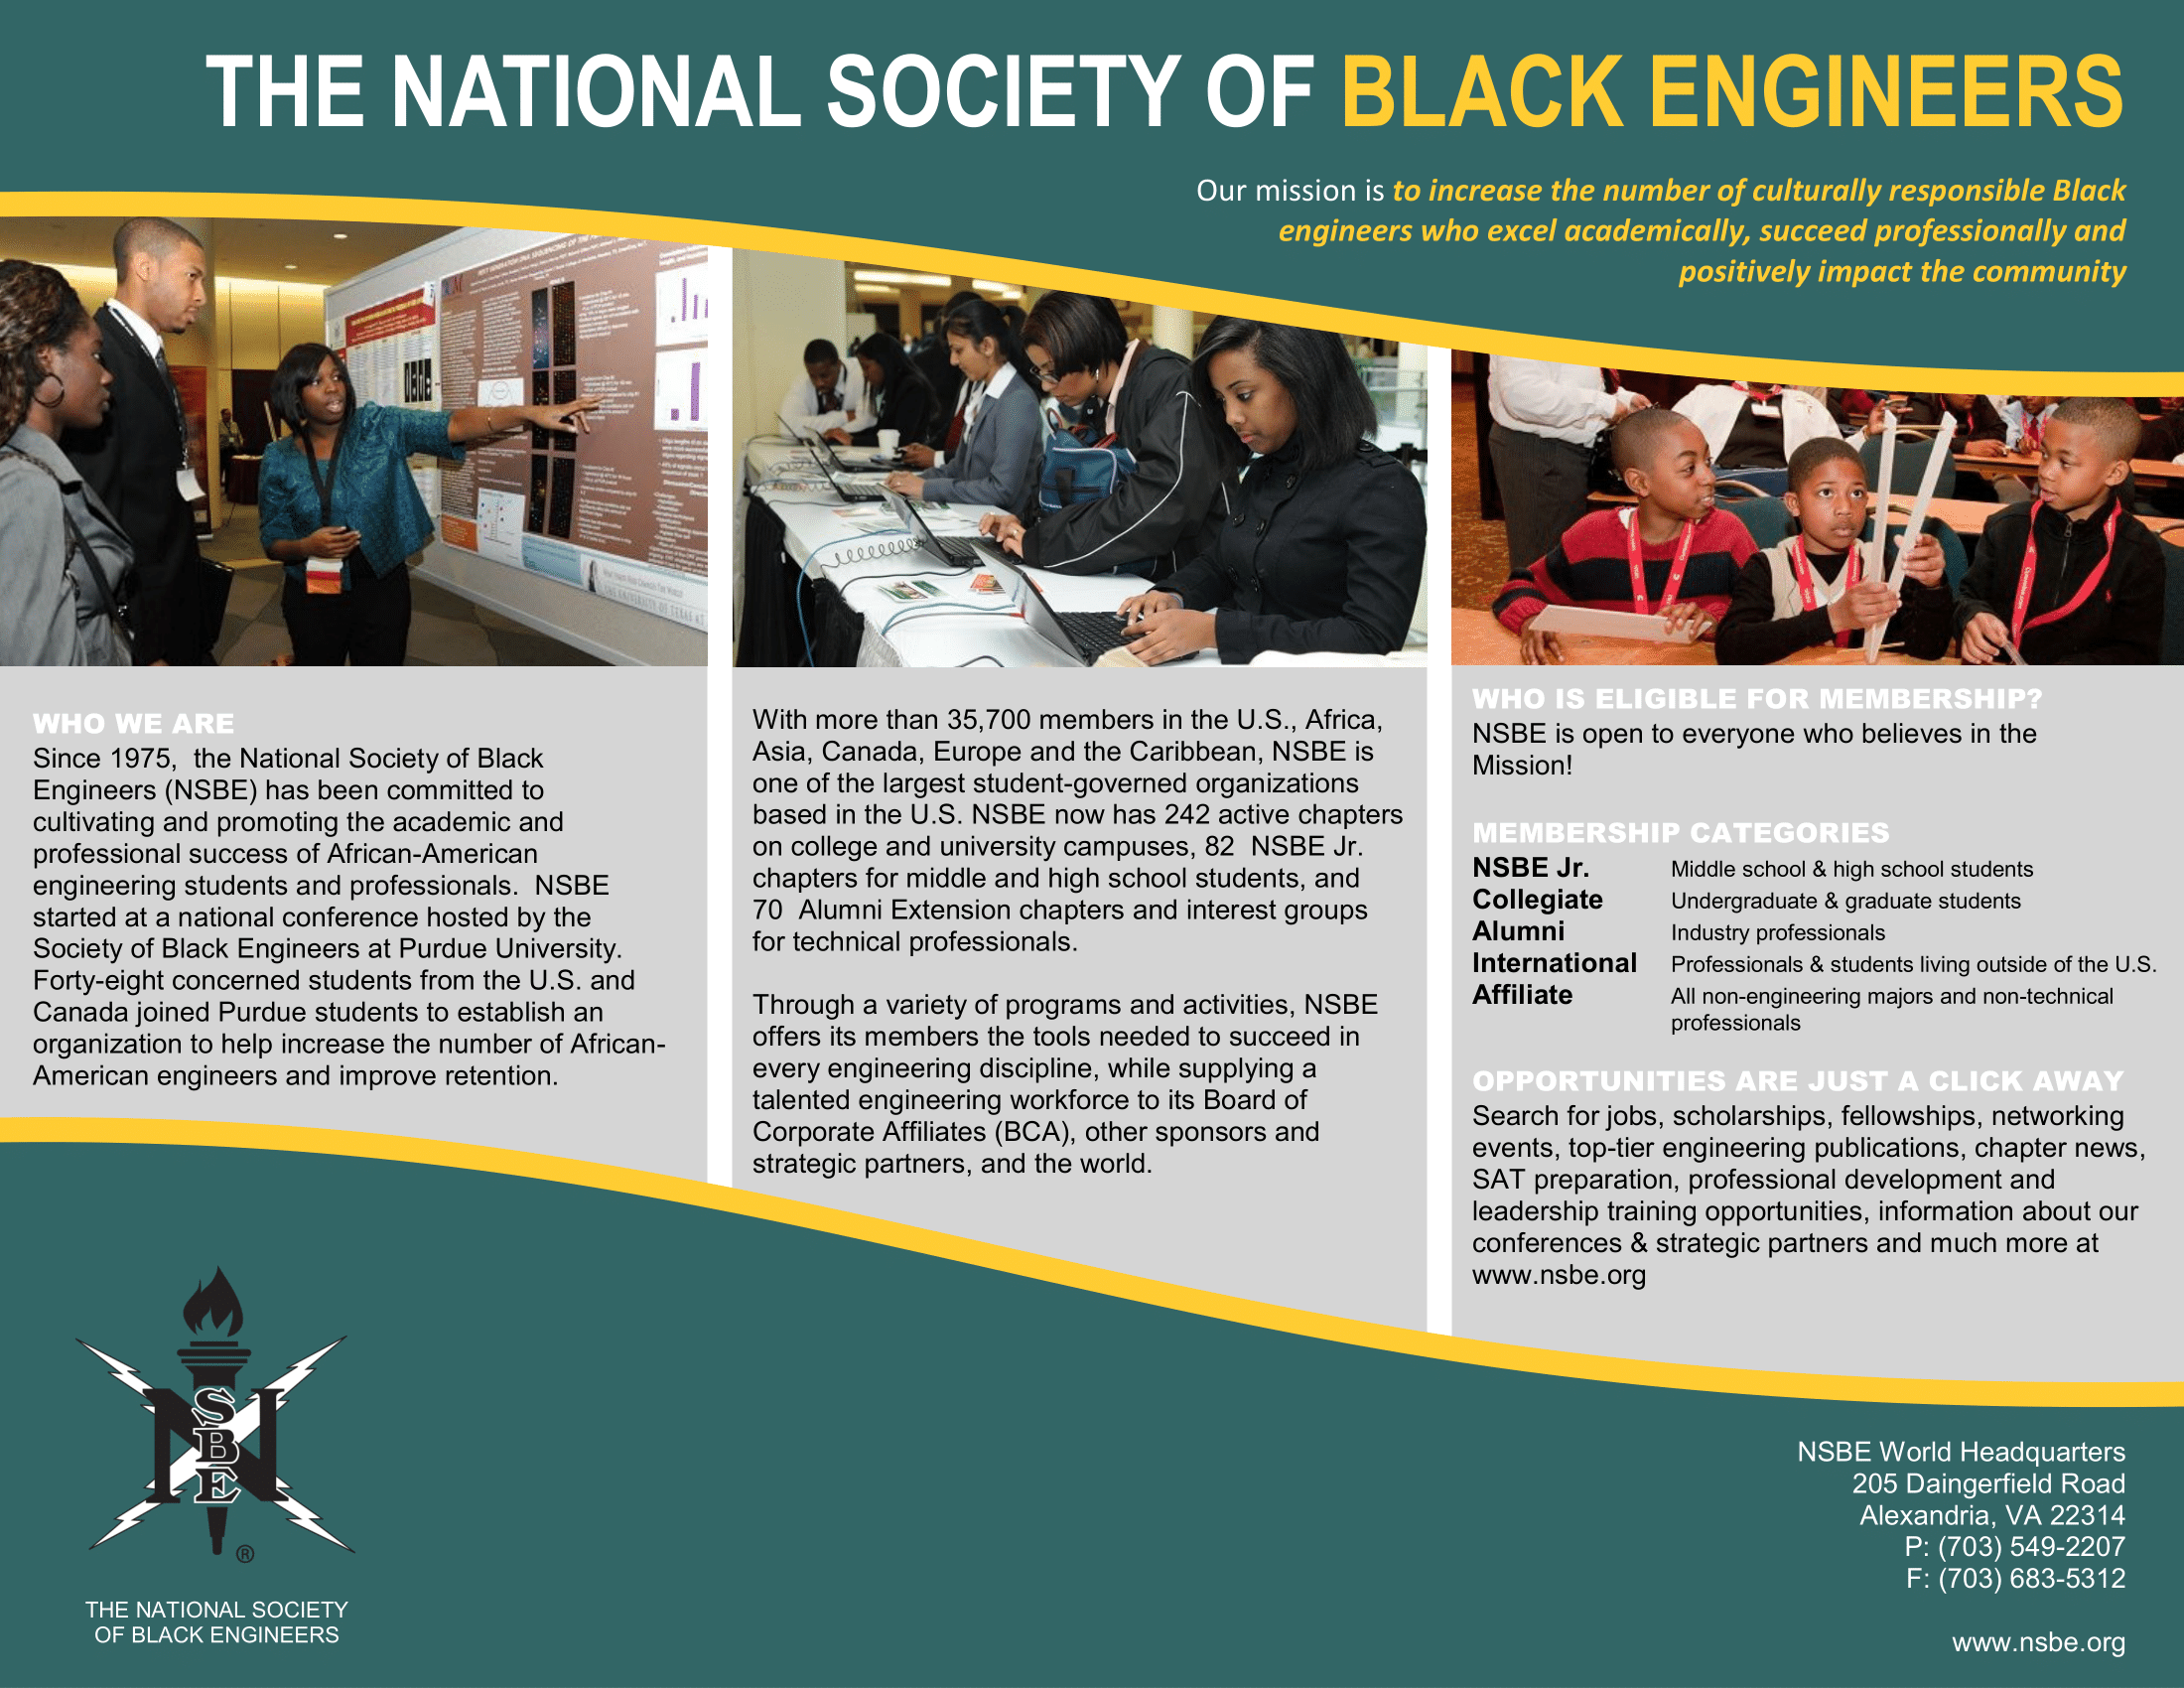 THE NATIONAL SOCIETY OF BLACK ENGINEERS
Our mission is to increase the number of culturally responsible Black
engineers who excel academically, succeed professionally and
positively impact the community
WHO WE ARE
Since 1975,  the National Society of Black
Engineers (NSBE) has been committed to
cultivating and promoting the academic and
professional success of African-American
engineering students and professionals.  NSBE
started at a national conference hosted by the
Society of Black Engineers at Purdue University.
Forty-eight concerned students from the U.S. and
Canada joined Purdue students to establish an
organization to help increase the number of African-
American engineers and improve retention.
With more than 35,700 members in the U.S., Africa,
Asia, Canada, Europe and the Caribbean, NSBE is
one of the largest student-governed organizations
based in the U.S. NSBE now has 242 active chapters
on college and university campuses, 82  NSBE Jr.
chapters for middle and high school students, and
70  Alumni Extension chapters and interest groups
for technical professionals.
Through a variety of programs and activities, NSBE
offers its members the tools needed to succeed in
every engineering discipline, while supplying a
talented engineering workforce to its Board of
Corporate Affiliates (BCA), other sponsors and
strategic partners, and the world.
WHO IS ELIGIBLE FOR MEMBERSHIP?
NSBE is open to everyone who believes in the
Mission!
MEMBERSHIP CATEGORIES
NSBE Jr. Middle school & high school students
Collegiate Undergraduate & graduate students
Alumni Industry professionals
International Professionals & students living outside of the U.S.
Affiliate All non-engineering majors and non-technical
professionals
OPPORTUNITIES ARE JUST A CLICK AWAY
Search for jobs, scholarships, fellowships, networking
events, top-tier engineering publications, chapter news,
SAT preparation, professional development and
leadership training opportunities, information about our
conferences & strategic partners and much more at
www.nsbe.org
NSBE
®
THE NATIONAL SOCIETY
OF BLACK ENGINEERS
NSBE World Headquarters
205 Daingerfield Road
Alexandria, VA 22314
P: (703) 549-2207
F: (703) 683-5312
www.nsbe.org